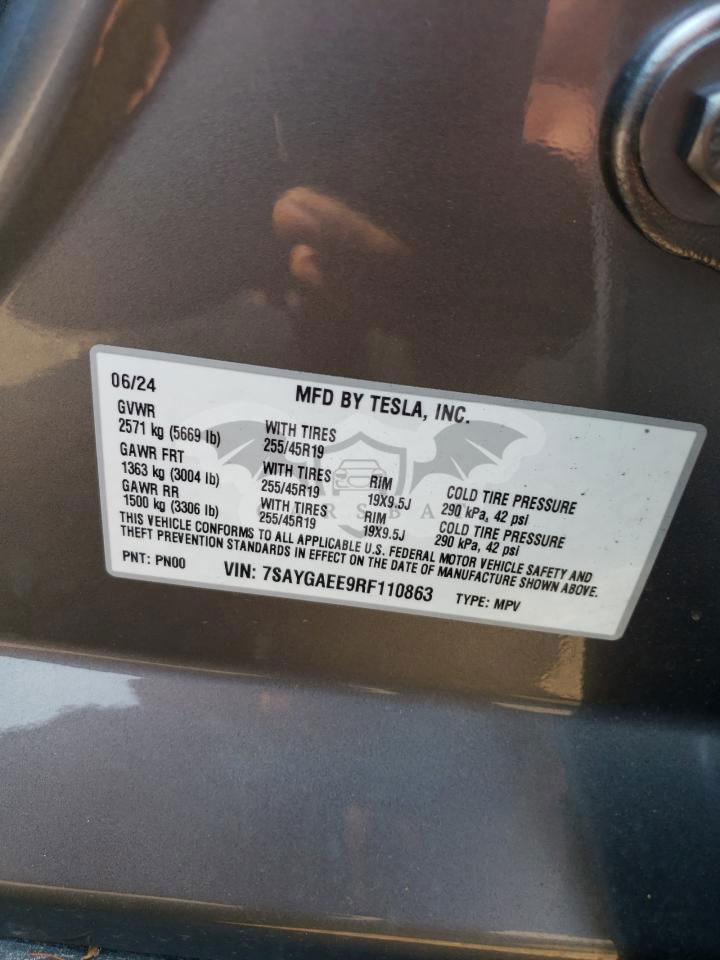 06/24 MFD BY TESLA, INC.
GVWR
2571 kg (5669 lb) WITH TIRES 255/45R19
GAWR FRT
1363 kg (3004 lb) WITH TIRES 255/45R19 RIM 19X9.5J COLD TIRE PRESSURE 290 kPa, 42 psi
GAWR RR
1500 kg (3306 lb) WITH TIRES 255/45R19 RIM 19X9.5J COLD TIRE PRESSURE 290 kPa, 42 psi
THIS VEHICLE CONFORMS TO ALL APPLICABLE U.S. FEDERAL MOTOR VEHICLE SAFETY AND
THEFT PREVENTION STANDARDS IN EFFECT ON THE DATE OF MANUFACTURE SHOWN ABOVE.
PNT: PN00 VIN: 7SAYGAEE9RF110863 TYPE: MPV